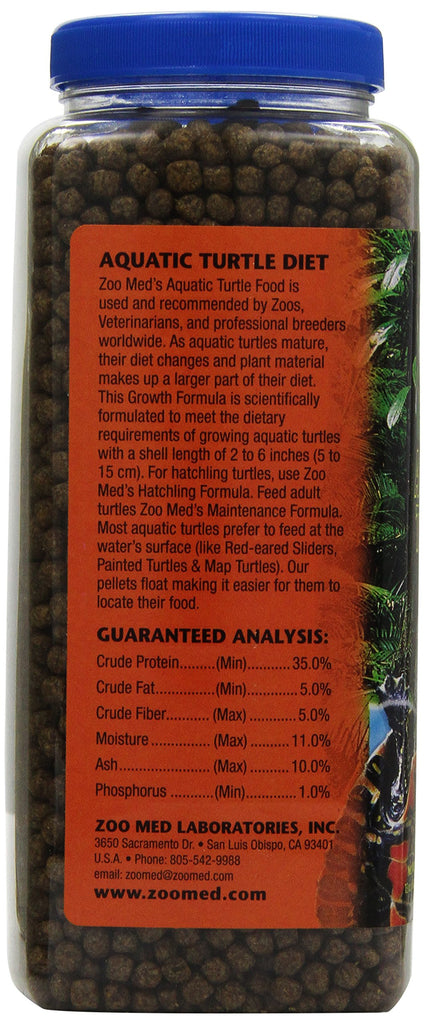 AQUATIC TURTLE DIET
Zoo Med's Aquatic Turtle Food is
used and recommended by Zoos,
Veterinarians, and professional breeders
worldwide. As aquatic turtles mature,
their diet changes and plant material
makes up a larger part of their diet.
This Growth Formula is scientifically
formulated to meet the dietary
requirements of growing aquatic turtles
with a shell length of 2 to 6 inches (5 to
15 cm). For hatchling turtles, use Zoo
Med's Hatchling Formula. Feed adult
turtles Zoo Med's Maintenance Formula.
Most aquatic turtles prefer to feed at the
water's surface (like Red-eared Sliders,
Painted Turtles & Map Turtles). Our
pellets float making it easier for them to
locate their food.
GUARANTEED ANALYSIS:
Crude Protein.........(Min)...........35.0%
Crude Fat................(Min).............5.0%
Crude Fiber...........(Max) ............5.0%
Moisture ...............(Max) ..........11.0%
Ash........................(Max)...........10.0%
Phosphorus ..........(Min).............1.0%
ZOO MED LABORATORIES, INC.
3650 Sacramento Dr. • San Luis Obispo, CA 93401
U.S.A. • Phone: 805-542-9988
email: zoomed@zoomed.com
www.zoomed.com